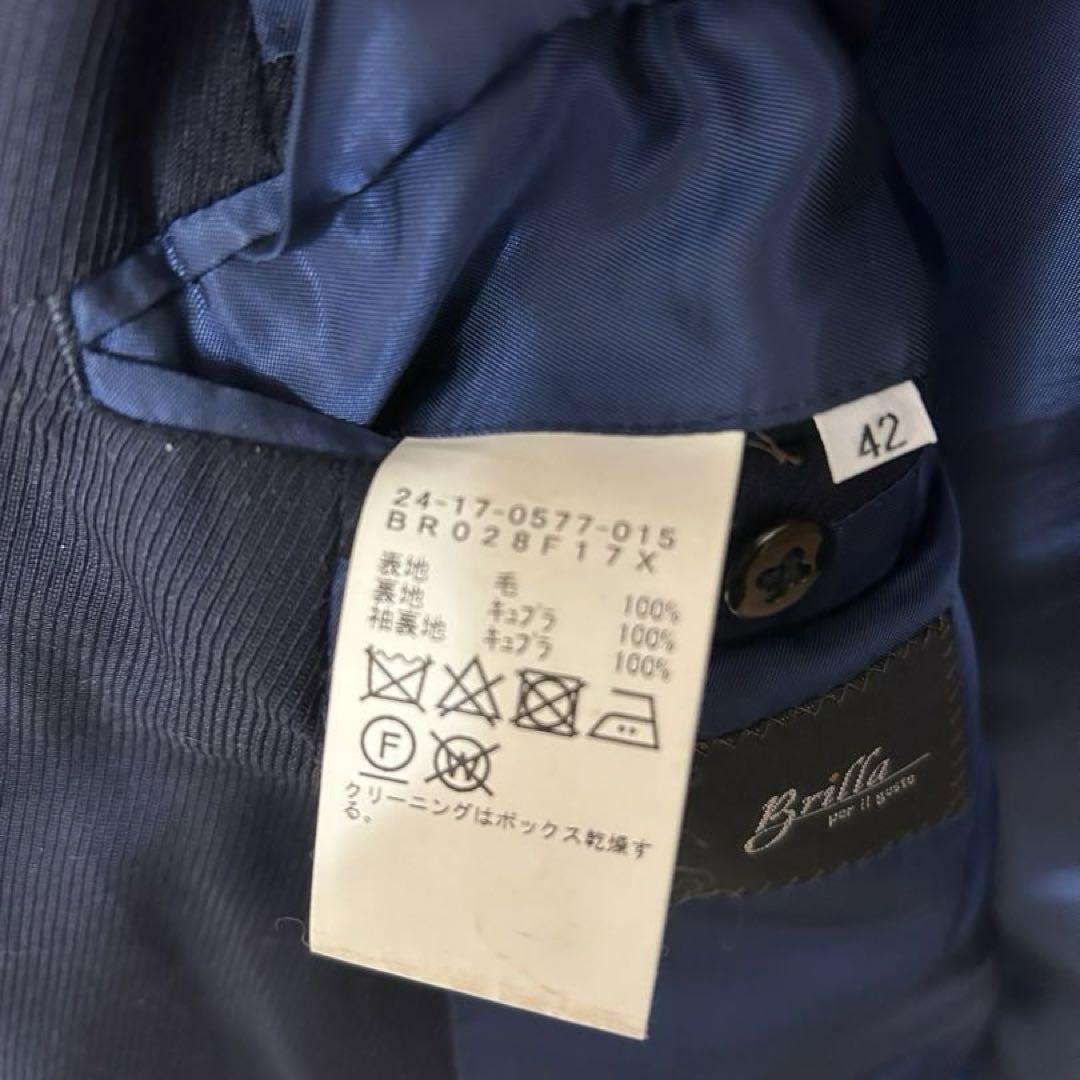 42
24-17-0577-015
BR028F17X
表地 毛 100%
裏地 キュプラ 100%
袖裏地 キュプラ 100%
F W
クリーニングはボックス乾燥す
る。
Brilla
per il gusto